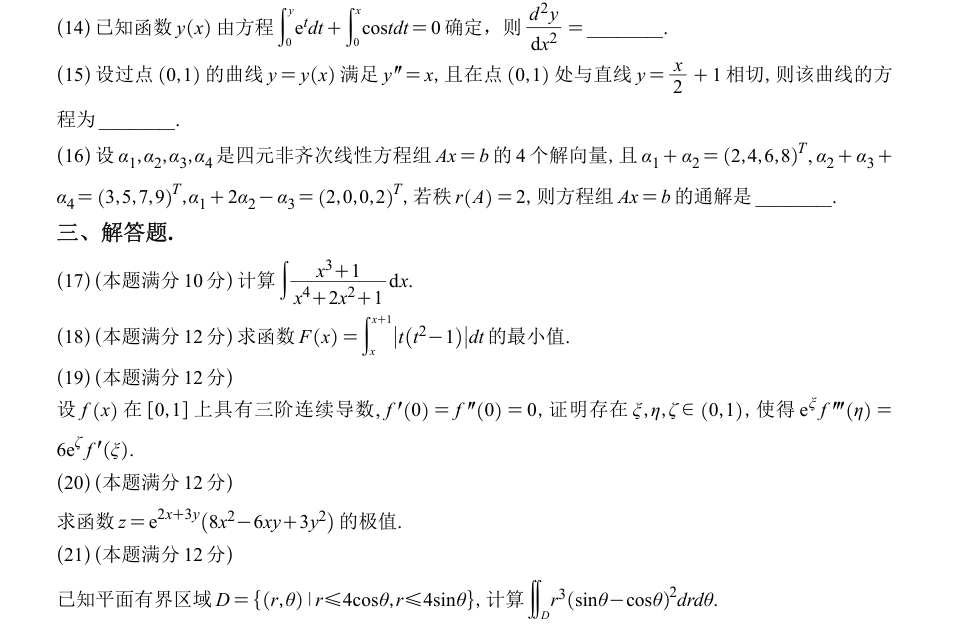 (14) 已知函数 y(x) 由方程 ∫₀^y e^t dt + ∫₀^x costdt = 0 确定，则 d²y/dx² = ________.
(15) 设过点 (0,1) 的曲线 y = y(x) 满足 y″ = x, 且在点 (0,1) 处与直线 y = x/2 + 1 相切, 则该曲线的方
程为 ________.
(16) 设 α₁,α₂,α₃,α₄ 是四元非齐次线性方程组 Ax = b 的 4 个解向量, 且 α₁ + α₂ = (2,4,6,8)^T, α₂ + α₃ +
α₄ = (3,5,7,9)^T, α₁ + 2α₂ − α₃ = (2,0,0,2)^T, 若秩 r(A) = 2, 则方程组 Ax = b 的通解是 ________.
三、解答题.
(17) (本题满分 10 分) 计算 ∫ (x³+1)/(x⁴+2x²+1) dx.
(18) (本题满分 12 分) 求函数 F(x) = ∫_x^{x+1} |t(t²−1)|dt 的最小值.
(19) (本题满分 12 分)
设 f(x) 在 [0,1] 上具有三阶连续导数, f′(0) = f″(0) = 0, 证明存在 ξ,η,ζ ∈ (0,1), 使得 e^ξ f‴(η) =
6e^ζ f′(ξ).
(20) (本题满分 12 分)
求函数 z = e^{2x+3y}(8x²−6xy+3y²) 的极值.
(21) (本题满分 12 分)
已知平面有界区域 D = {(r,θ) | r⩽4cosθ,r⩽4sinθ}, 计算 ∬_D r³(sinθ−cosθ)²drdθ.